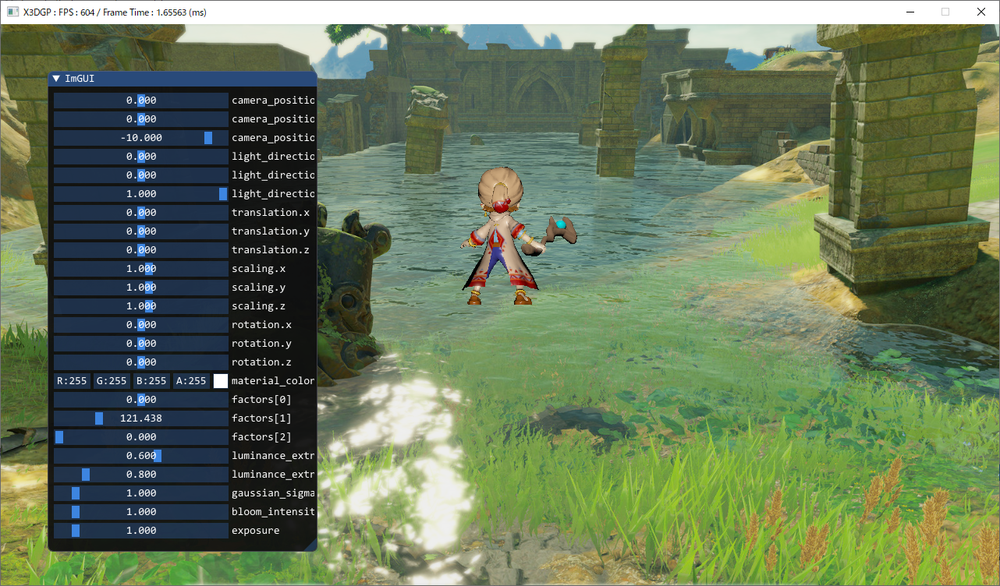 X3DGP : FPS : 604 / Frame Time : 1.65563 (ms)
ImGUI
0.000 camera_positio
0.000 camera_positio
-10.000 camera_positio
0.000 light_directio
0.000 light_directio
1.000 light_directio
0.000 translation.x
0.000 translation.y
0.000 translation.z
1.000 scaling.x
1.000 scaling.y
1.000 scaling.z
0.000 rotation.x
0.000 rotation.y
0.000 rotation.z
R:255 G:255 B:255 A:255 material_color
0.000 factors[0]
121.438 factors[1]
0.000 factors[2]
0.600 luminance_extr
0.800 luminance_extr
1.000 gaussian_sigma
1.000 bloom_intensit
1.000 exposure